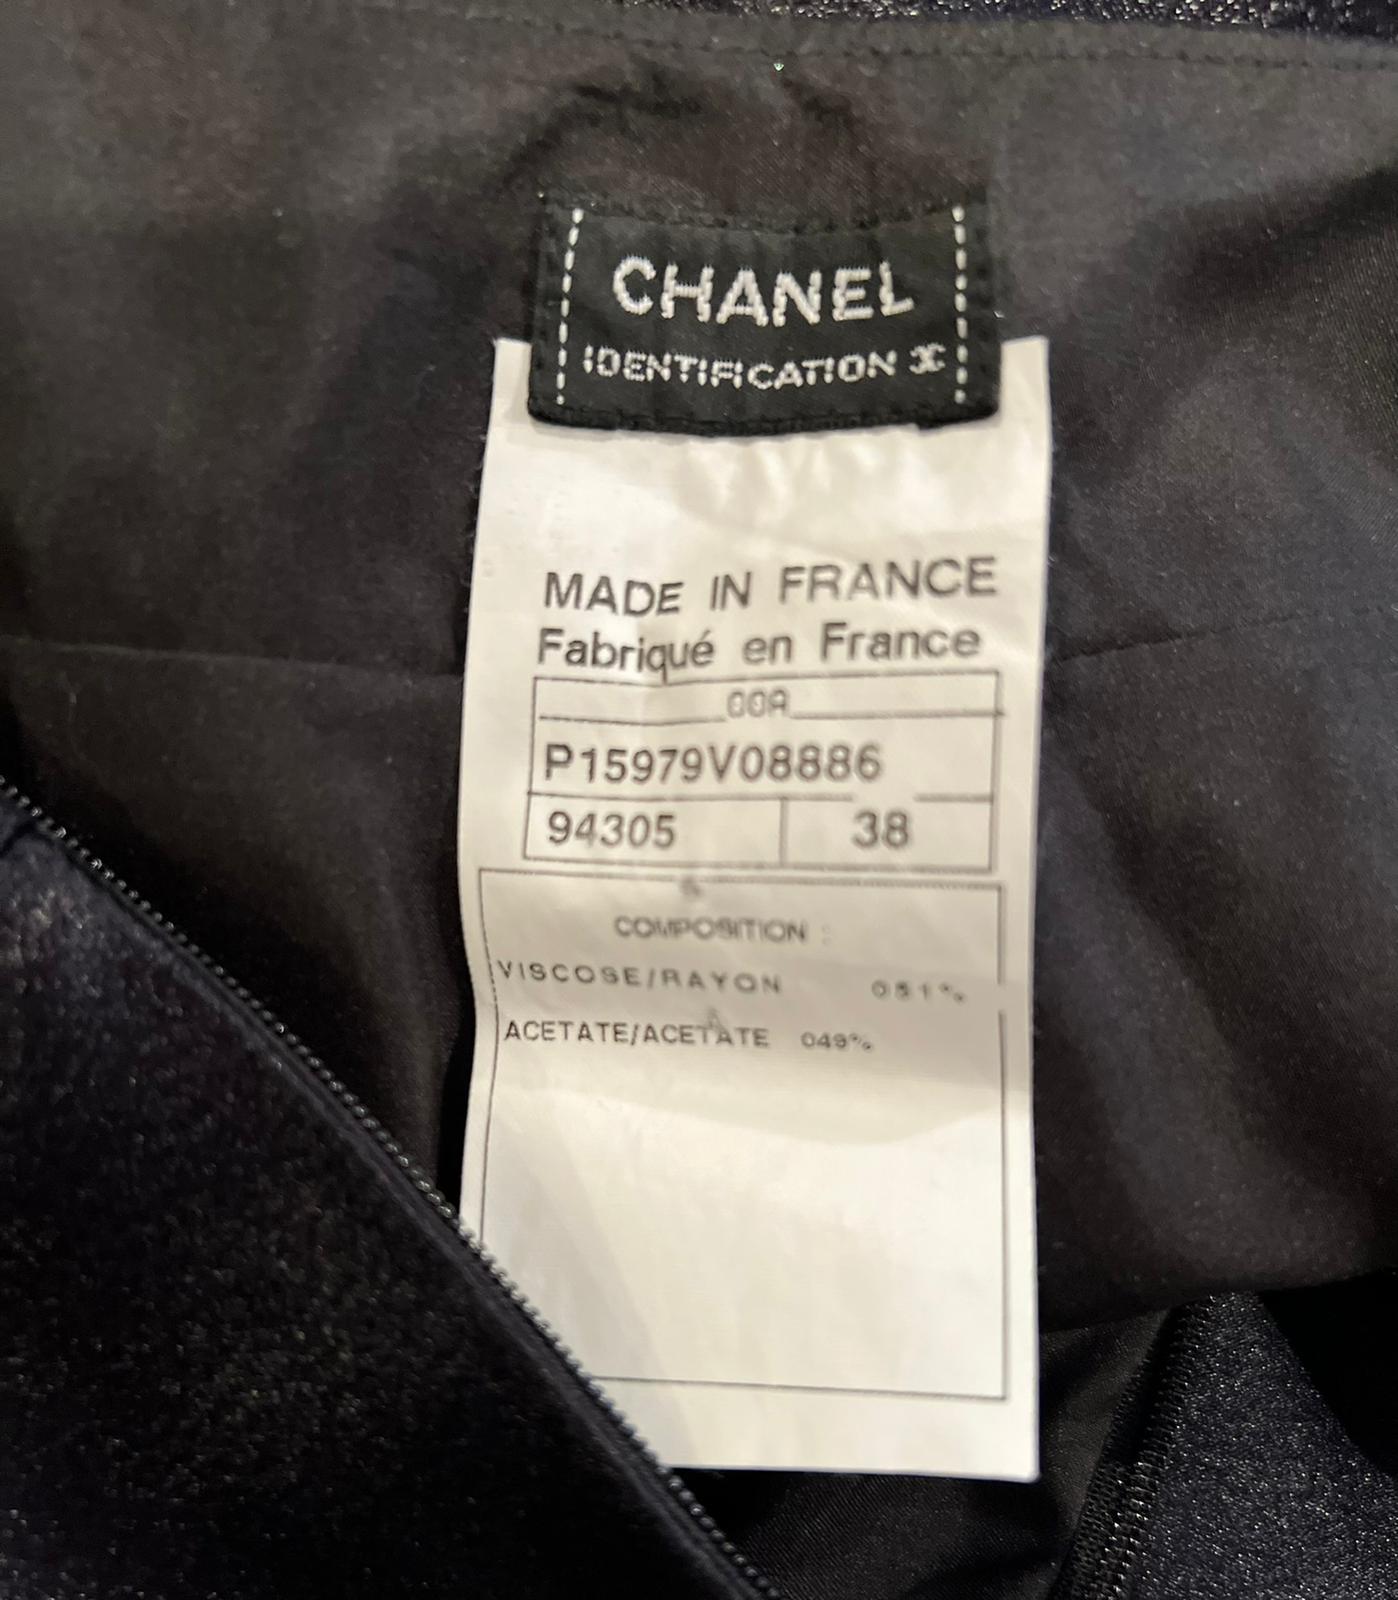 CHANEL
IDENTIFICATION
MADE IN FRANCE
Fabriqué en France
00A
P15979V08886
94305 38
COMPOSITION :
VISCOSE/RAYON 051%
ACETATE/ACETATE 049%